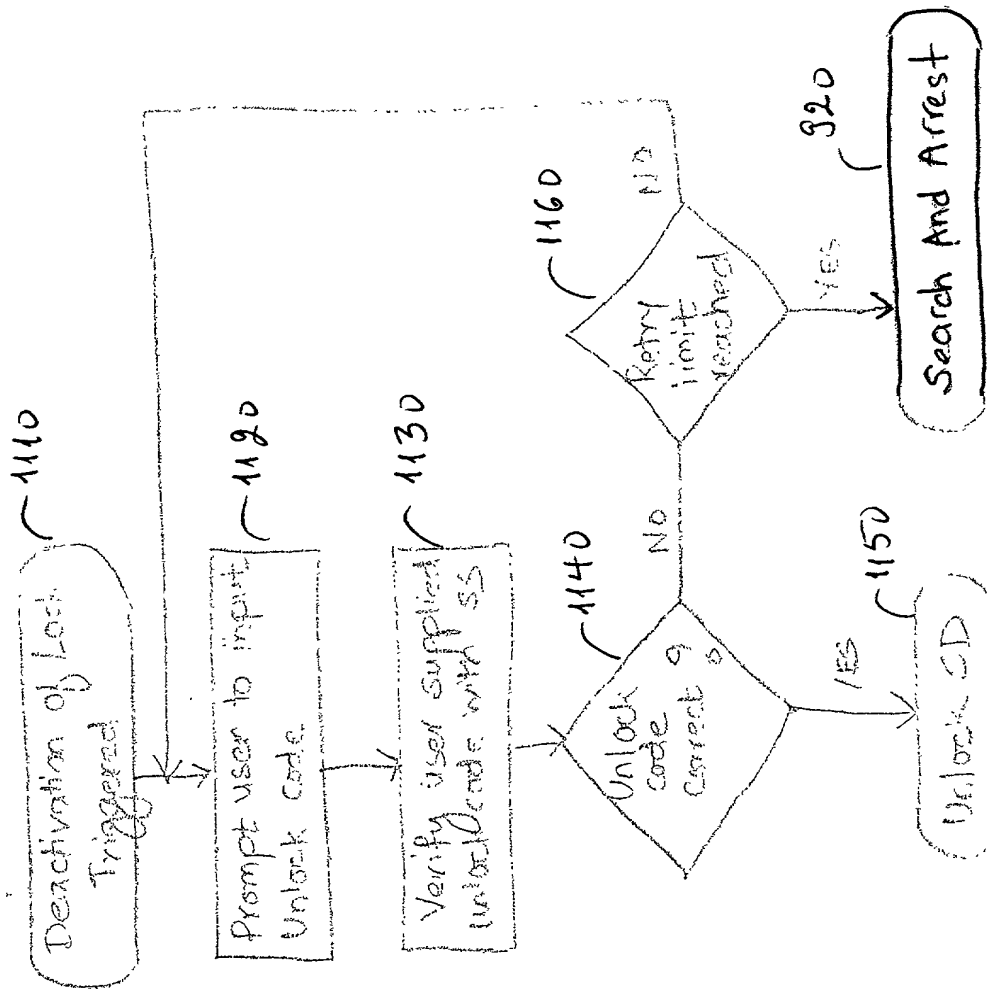 Deactivation of Lock
Triggered
1110
Prompt user to input
Unlock code
1120
Verify user supplied
Unlock code with SS
1130
Unlock
code
correct ?
1140
NO
YES
Retry
limit
reached
1160
NO
YES
Unlock SD
1150
Search And Arrest
920